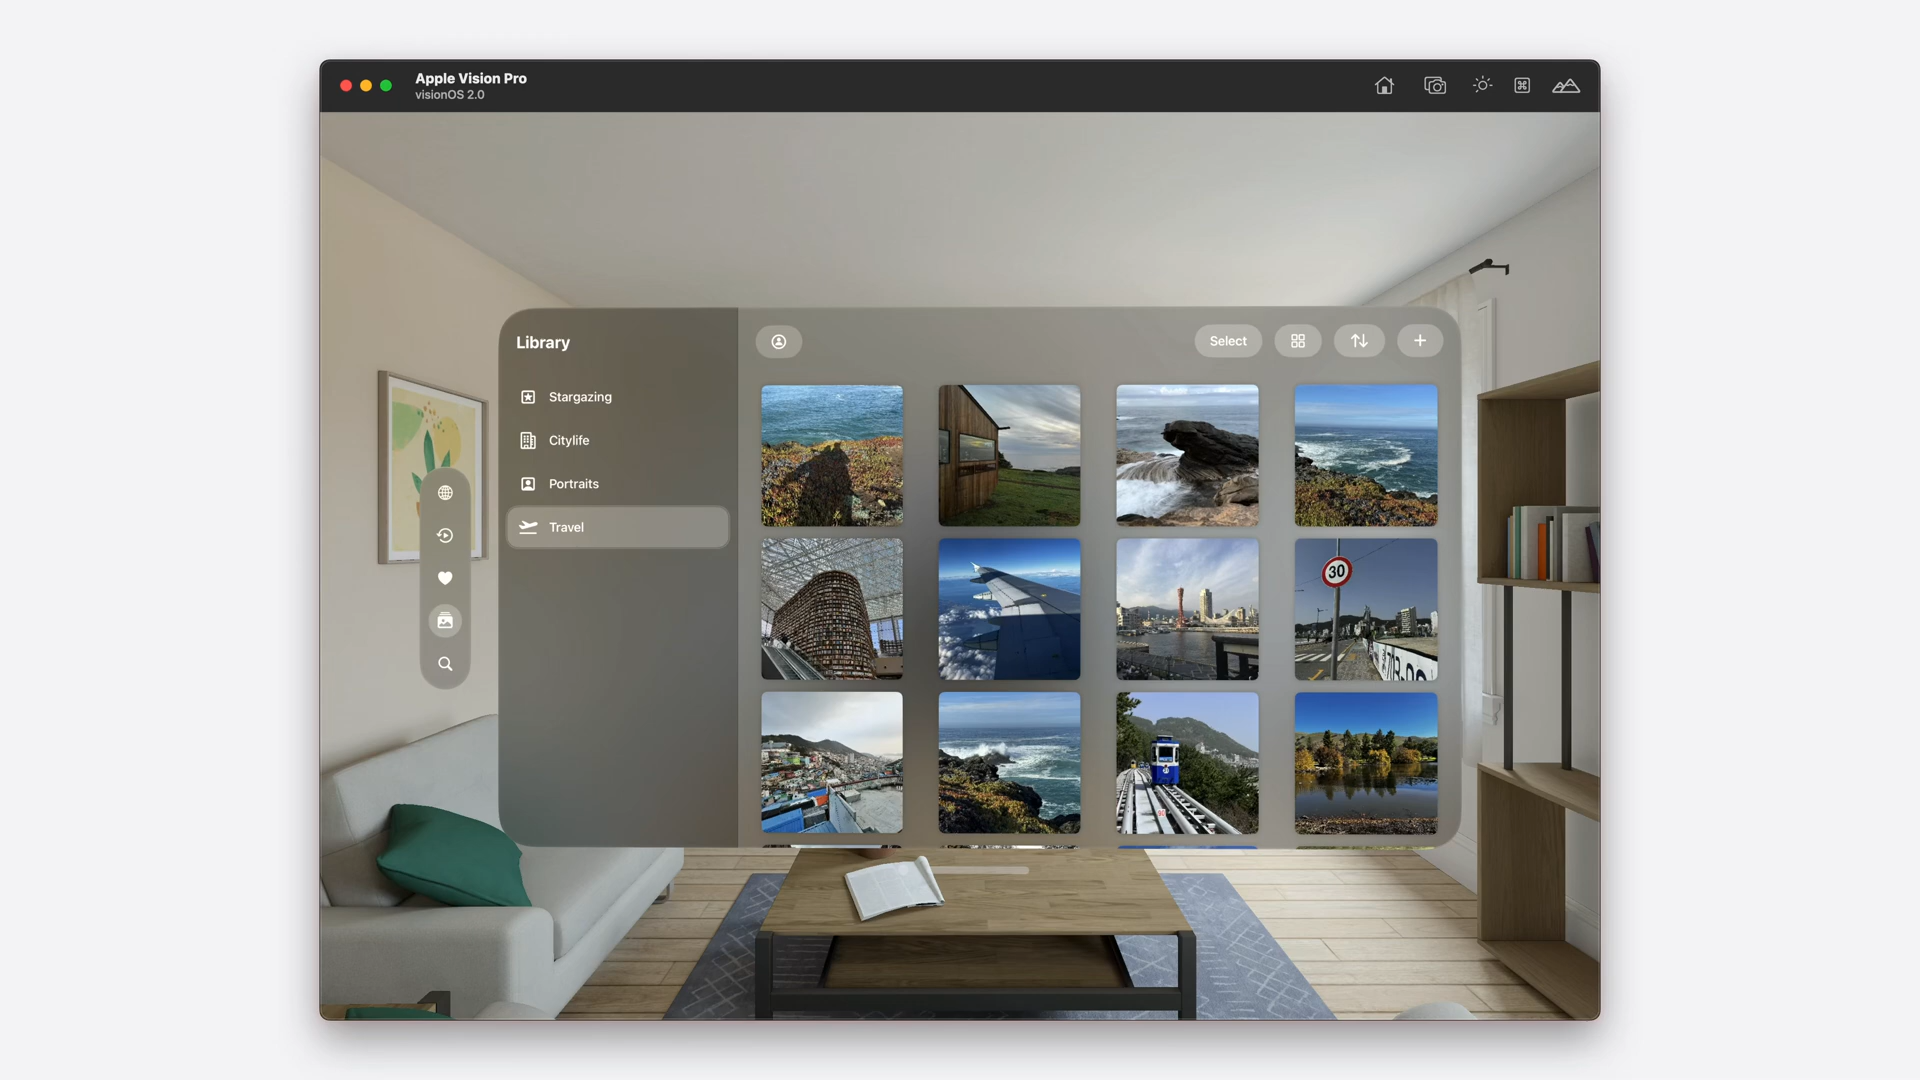 Apple Vision Pro
visionOS 2.0
Library
Select
Stargazing
Citylife
Portraits
Travel
30